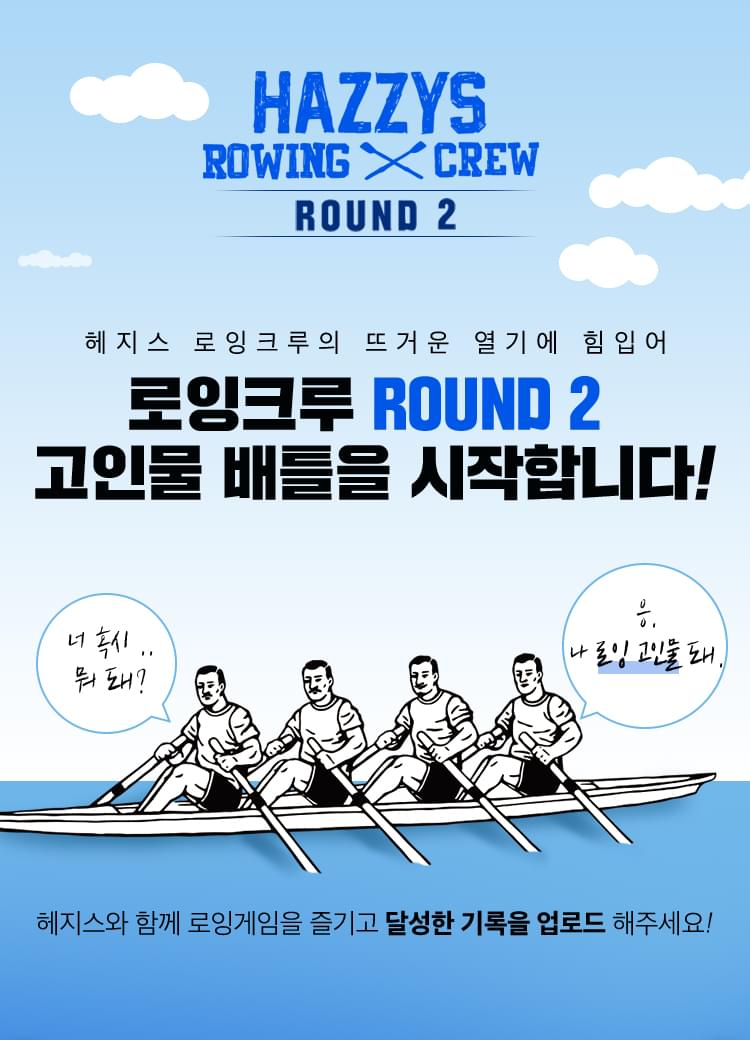 HAZZYS
ROWING CREW
ROUND 2
헤지스 로잉크루의 뜨거운 열기에 힘입어
로잉크루 ROUND 2
고인물 배틀을 시작합니다!
너 혹시..
뭐 돼?
응.
나 로잉 고인물 돼.
헤지스와 함께 로잉게임을 즐기고 달성한 기록을 업로드 해주세요!